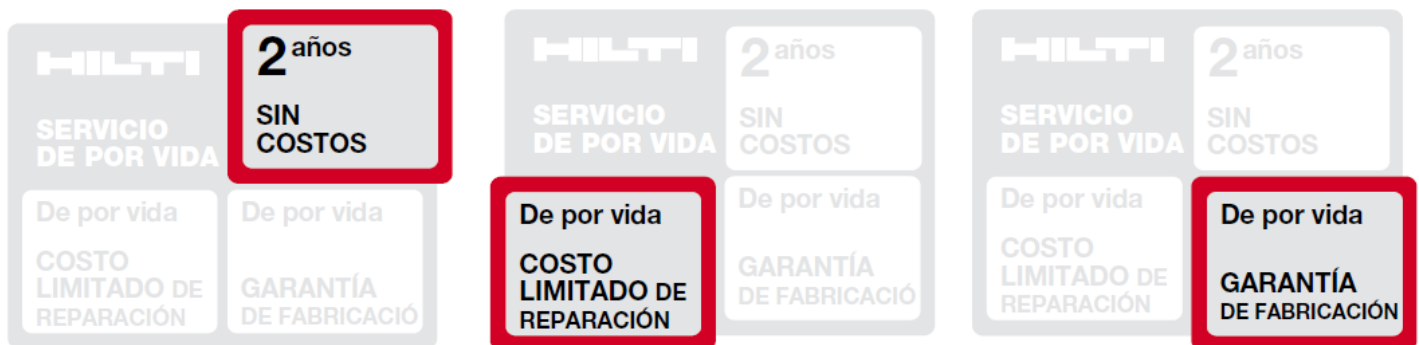 HILTI
SERVICIO
DE POR VIDA
2 años
SIN
COSTOS
De por vida
COSTO
LIMITADO DE
REPARACIÓN
De por vida
GARANTÍA
DE FABRICACIÓ
HILTI
SERVICIO
DE POR VIDA
2 años
SIN
COSTOS
De por vida
COSTO
LIMITADO DE
REPARACIÓN
De por vida
GARANTÍA
DE FABRICACIÓ
HILTI
SERVICIO
DE POR VIDA
2 años
SIN
COSTOS
De por vida
COSTO
LIMITADO DE
REPARACIÓN
De por vida
GARANTÍA
DE FABRICACIÓN